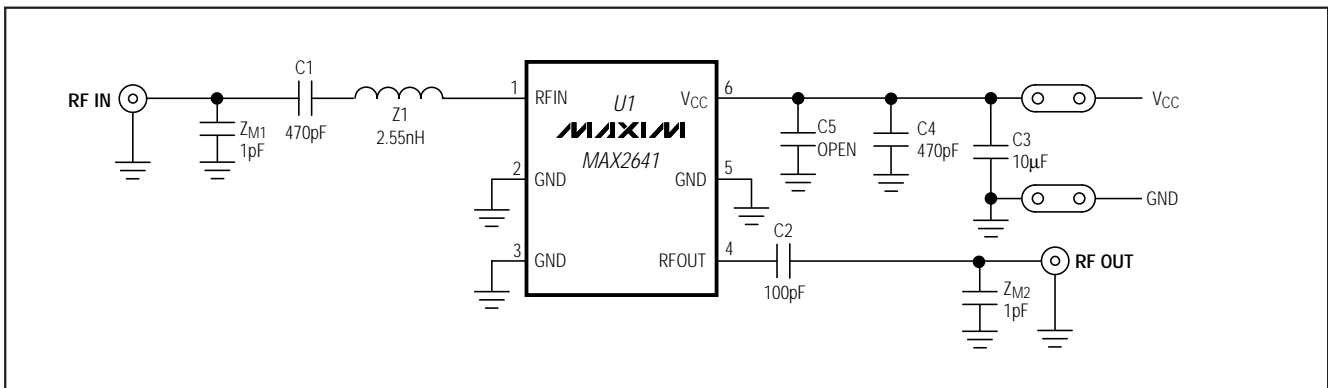 RF IN
ZM1
1pF
C1
470pF
Z1
2.55nH
1
RFIN
2
GND
3
GND
U1
MAXIM
MAX2641
VCC
6
GND
5
RFOUT
4
C5
OPEN
C4
470pF
C3
10μF
VCC
GND
C2
100pF
ZM2
1pF
RF OUT